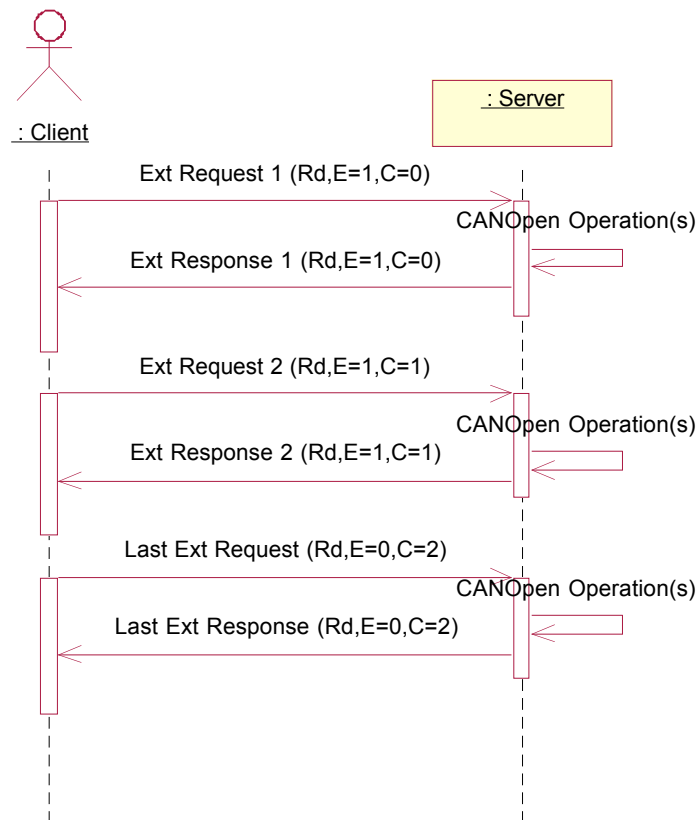 : Client
: Server
Ext Request 1 (Rd,E=1,C=0)
CANOpen Operation(s)
Ext Response 1 (Rd,E=1,C=0)
Ext Request 2 (Rd,E=1,C=1)
CANOpen Operation(s)
Ext Response 2 (Rd,E=1,C=1)
Last Ext Request (Rd,E=0,C=2)
CANOpen Operation(s)
Last Ext Response (Rd,E=0,C=2)